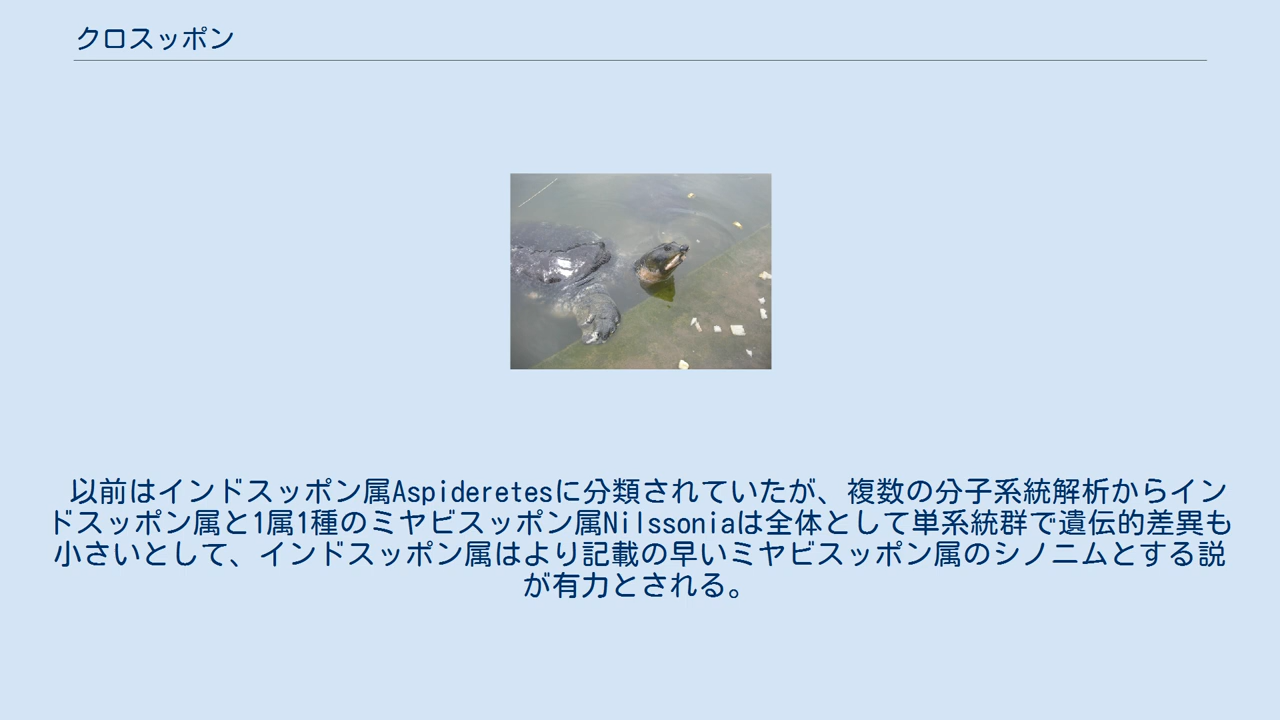 クロスッポン
以前はインドスッポン属Aspideretesに分類されていたが、複数の分子系統解析からイン
ドスッポン属と1属1種のミヤビスッポン属Nilssoniaは全体として単系統群で遺伝的差異も
小さいとして、インドスッポン属はより記載の早いミヤビスッポン属のシノニムとする説
が有力とされる。